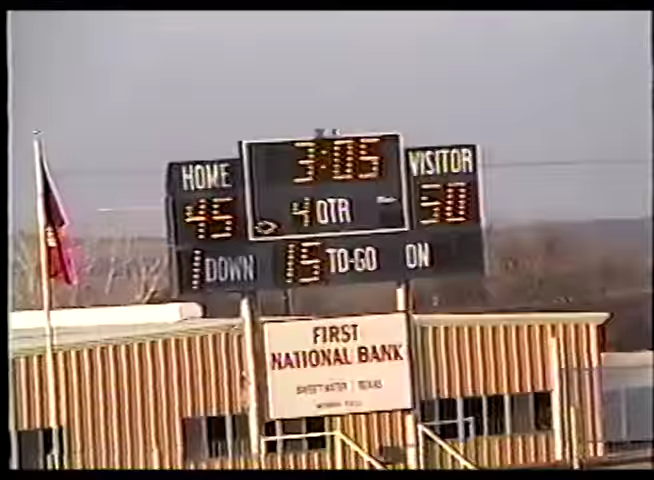 3:05
HOME
VISITOR
45
4 QTR
50
1 DOWN
15 TO-GO
ON
FIRST
NATIONAL BANK
SWEETWATER TEXAS